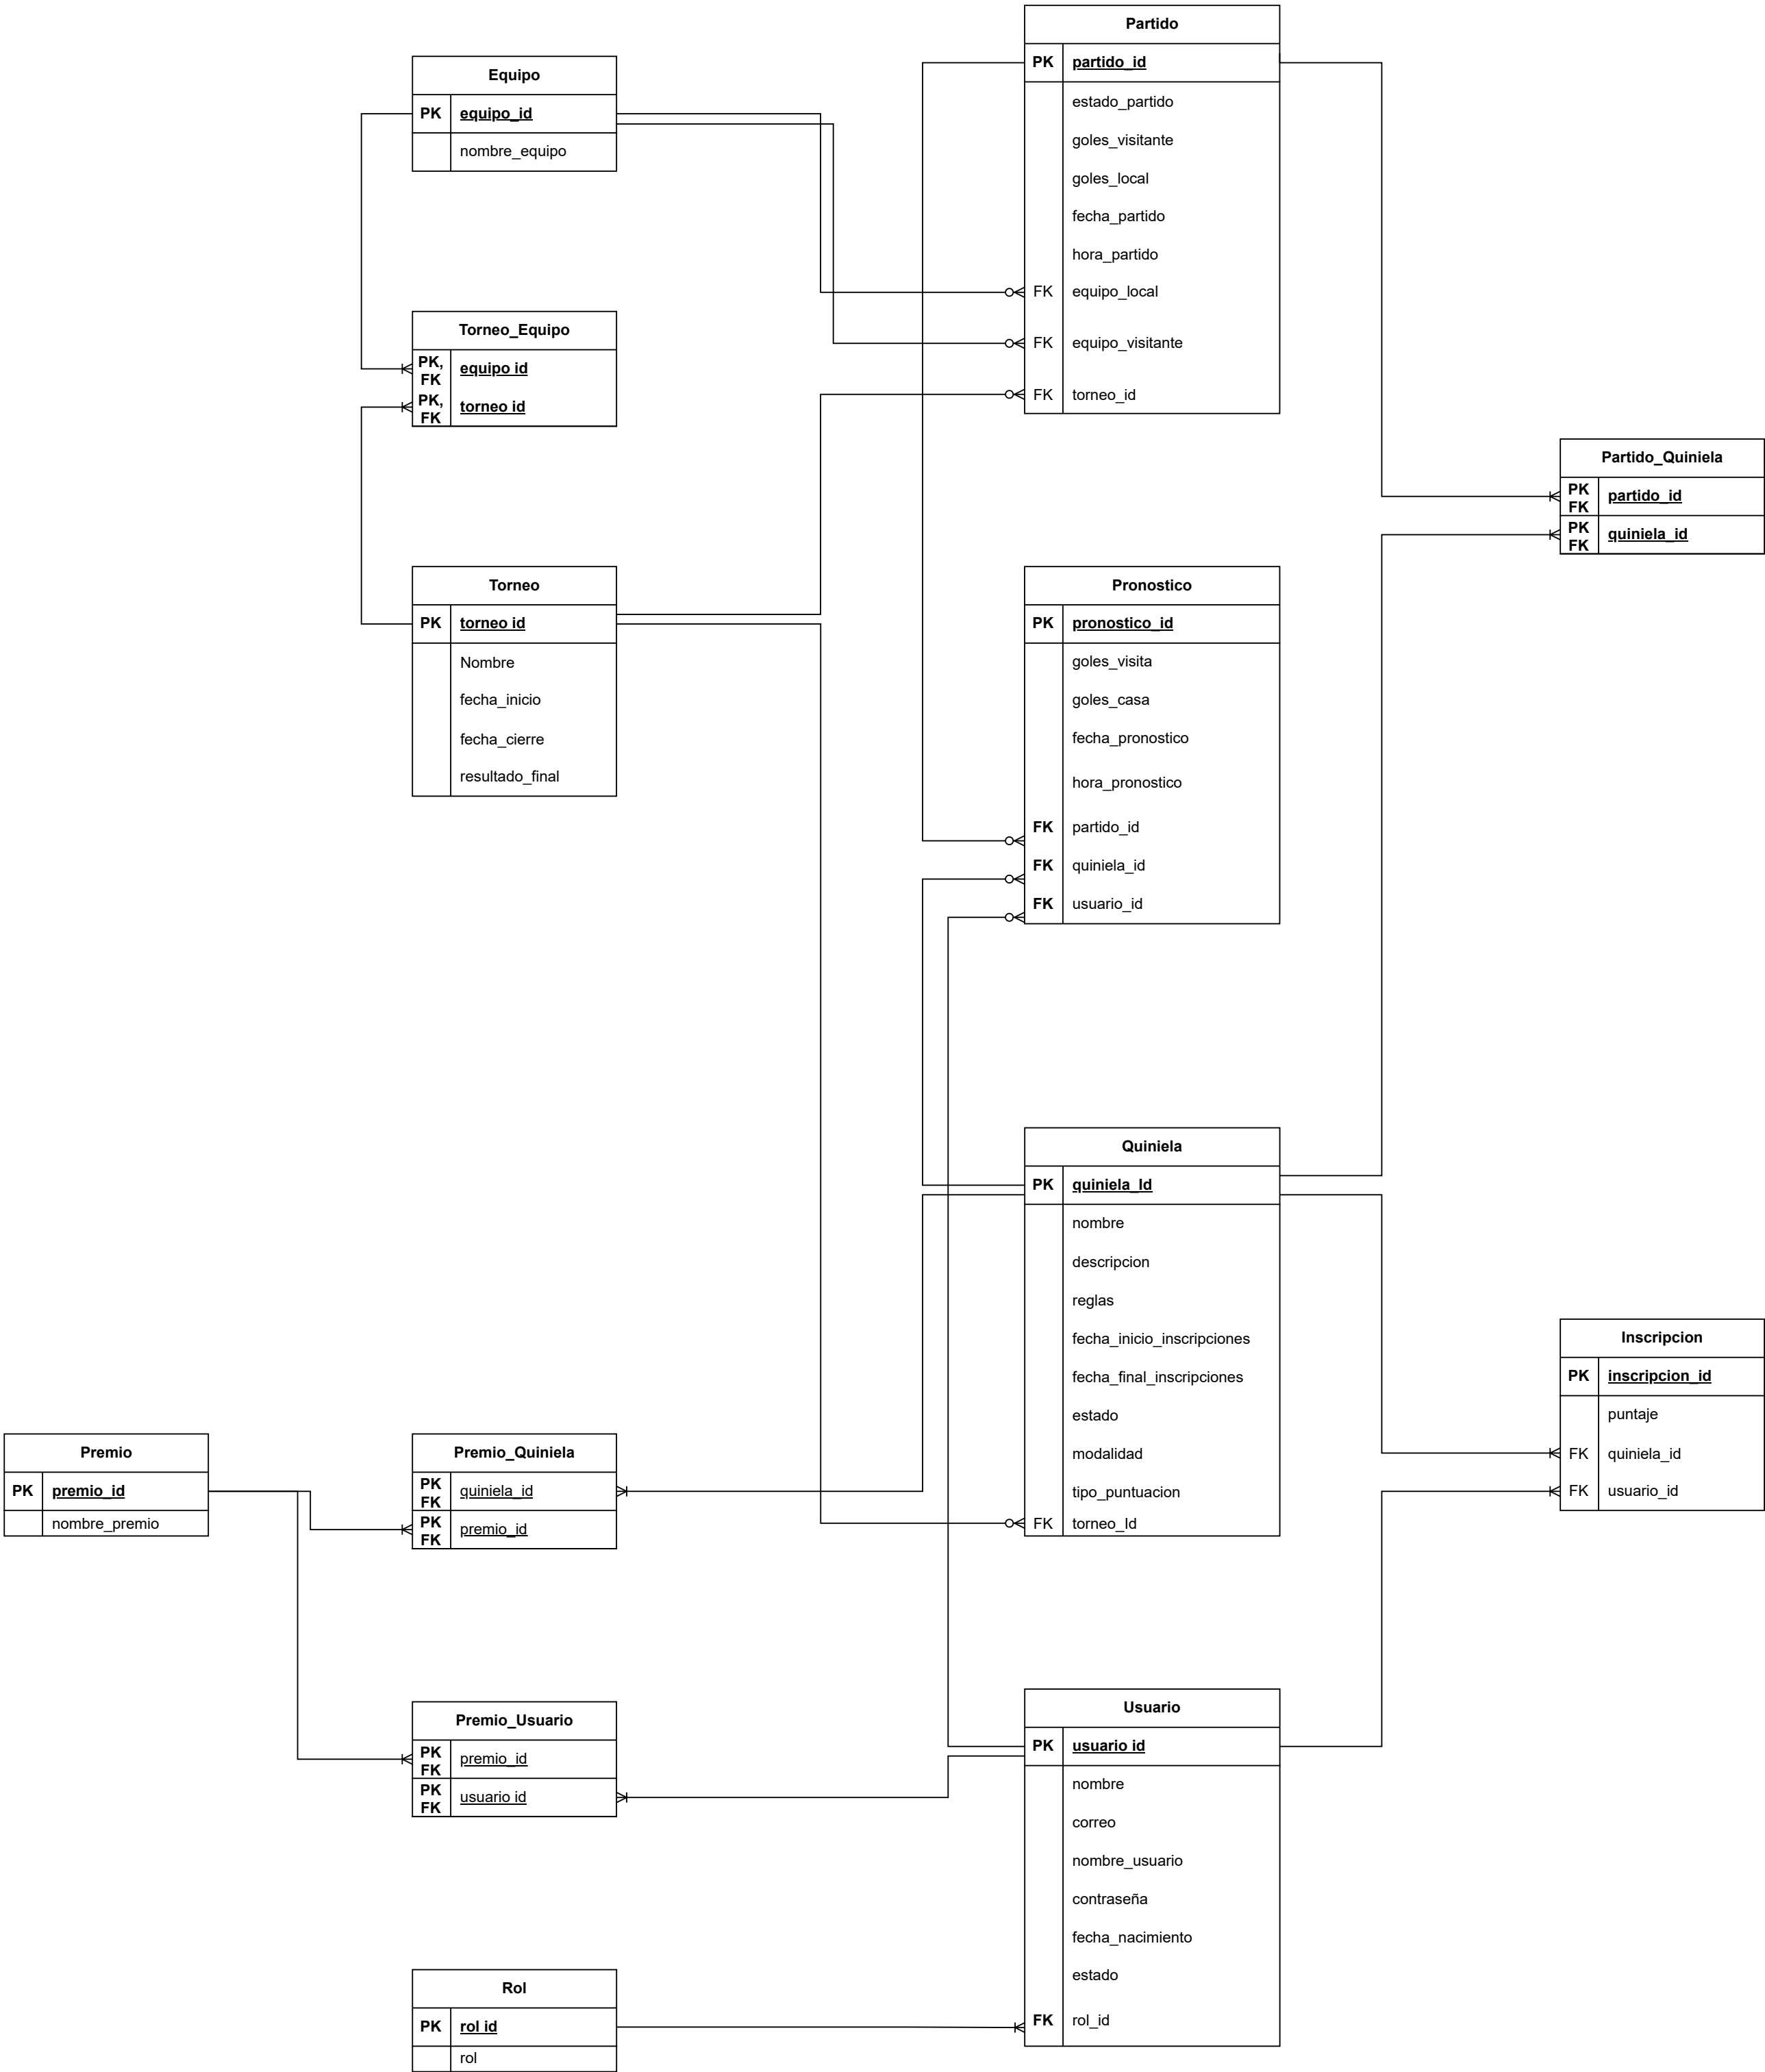 Partido
PK partido_id
estado_partido
goles_visitante
goles_local
fecha_partido
hora_partido
FK equipo_local
FK equipo_visitante
FK torneo_id
Equipo
PK equipo_id
nombre_equipo
Torneo_Equipo
PK,
FK
equipo id
PK,
FK
torneo id
Partido_Quiniela
PK
FK
partido_id
PK
FK
quiniela_id
Torneo
PK torneo id
Nombre
fecha_inicio
fecha_cierre
resultado_final
Pronostico
PK pronostico_id
goles_visita
goles_casa
fecha_pronostico
hora_pronostico
FK partido_id
FK quiniela_id
FK usuario_id
Quiniela
PK quiniela_Id
nombre
descripcion
reglas
fecha_inicio_inscripciones
fecha_final_inscripciones
estado
modalidad
tipo_puntuacion
FK torneo_Id
Inscripcion
PK inscripcion_id
puntaje
FK quiniela_id
FK usuario_id
Premio
PK premio_id
nombre_premio
Premio_Quiniela
PK
FK
quiniela_id
PK
FK
premio_id
Premio_Usuario
PK
FK
premio_id
PK
FK
usuario id
Usuario
PK usuario id
nombre
correo
nombre_usuario
contraseña
fecha_nacimiento
estado
FK rol_id
Rol
PK rol id
rol